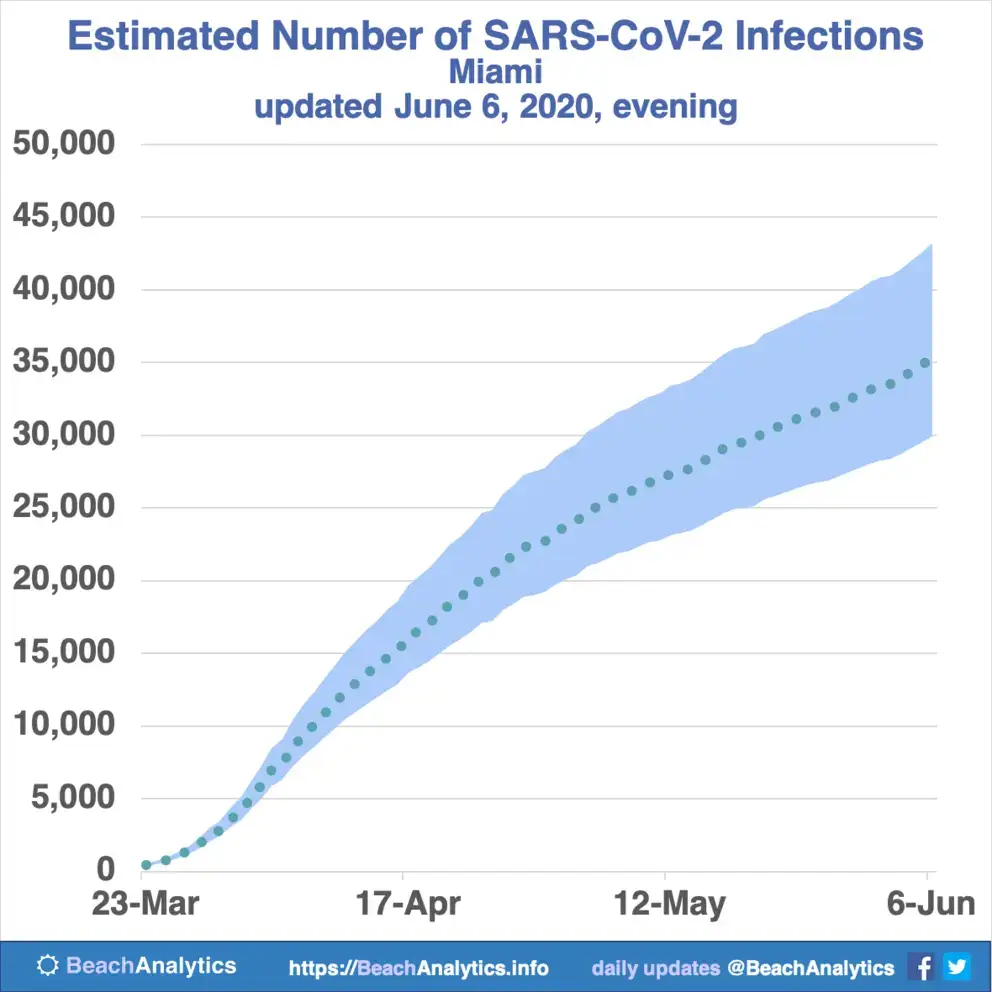 Estimated Number of SARS-CoV-2 Infections
Miami
updated June 6, 2020, evening
50,000
45,000
40,000
35,000
30,000
25,000
20,000
15,000
10,000
5,000
0
23-Mar 17-Apr 12-May 6-Jun
BeachAnalytics https://BeachAnalytics.info daily updates @BeachAnalytics